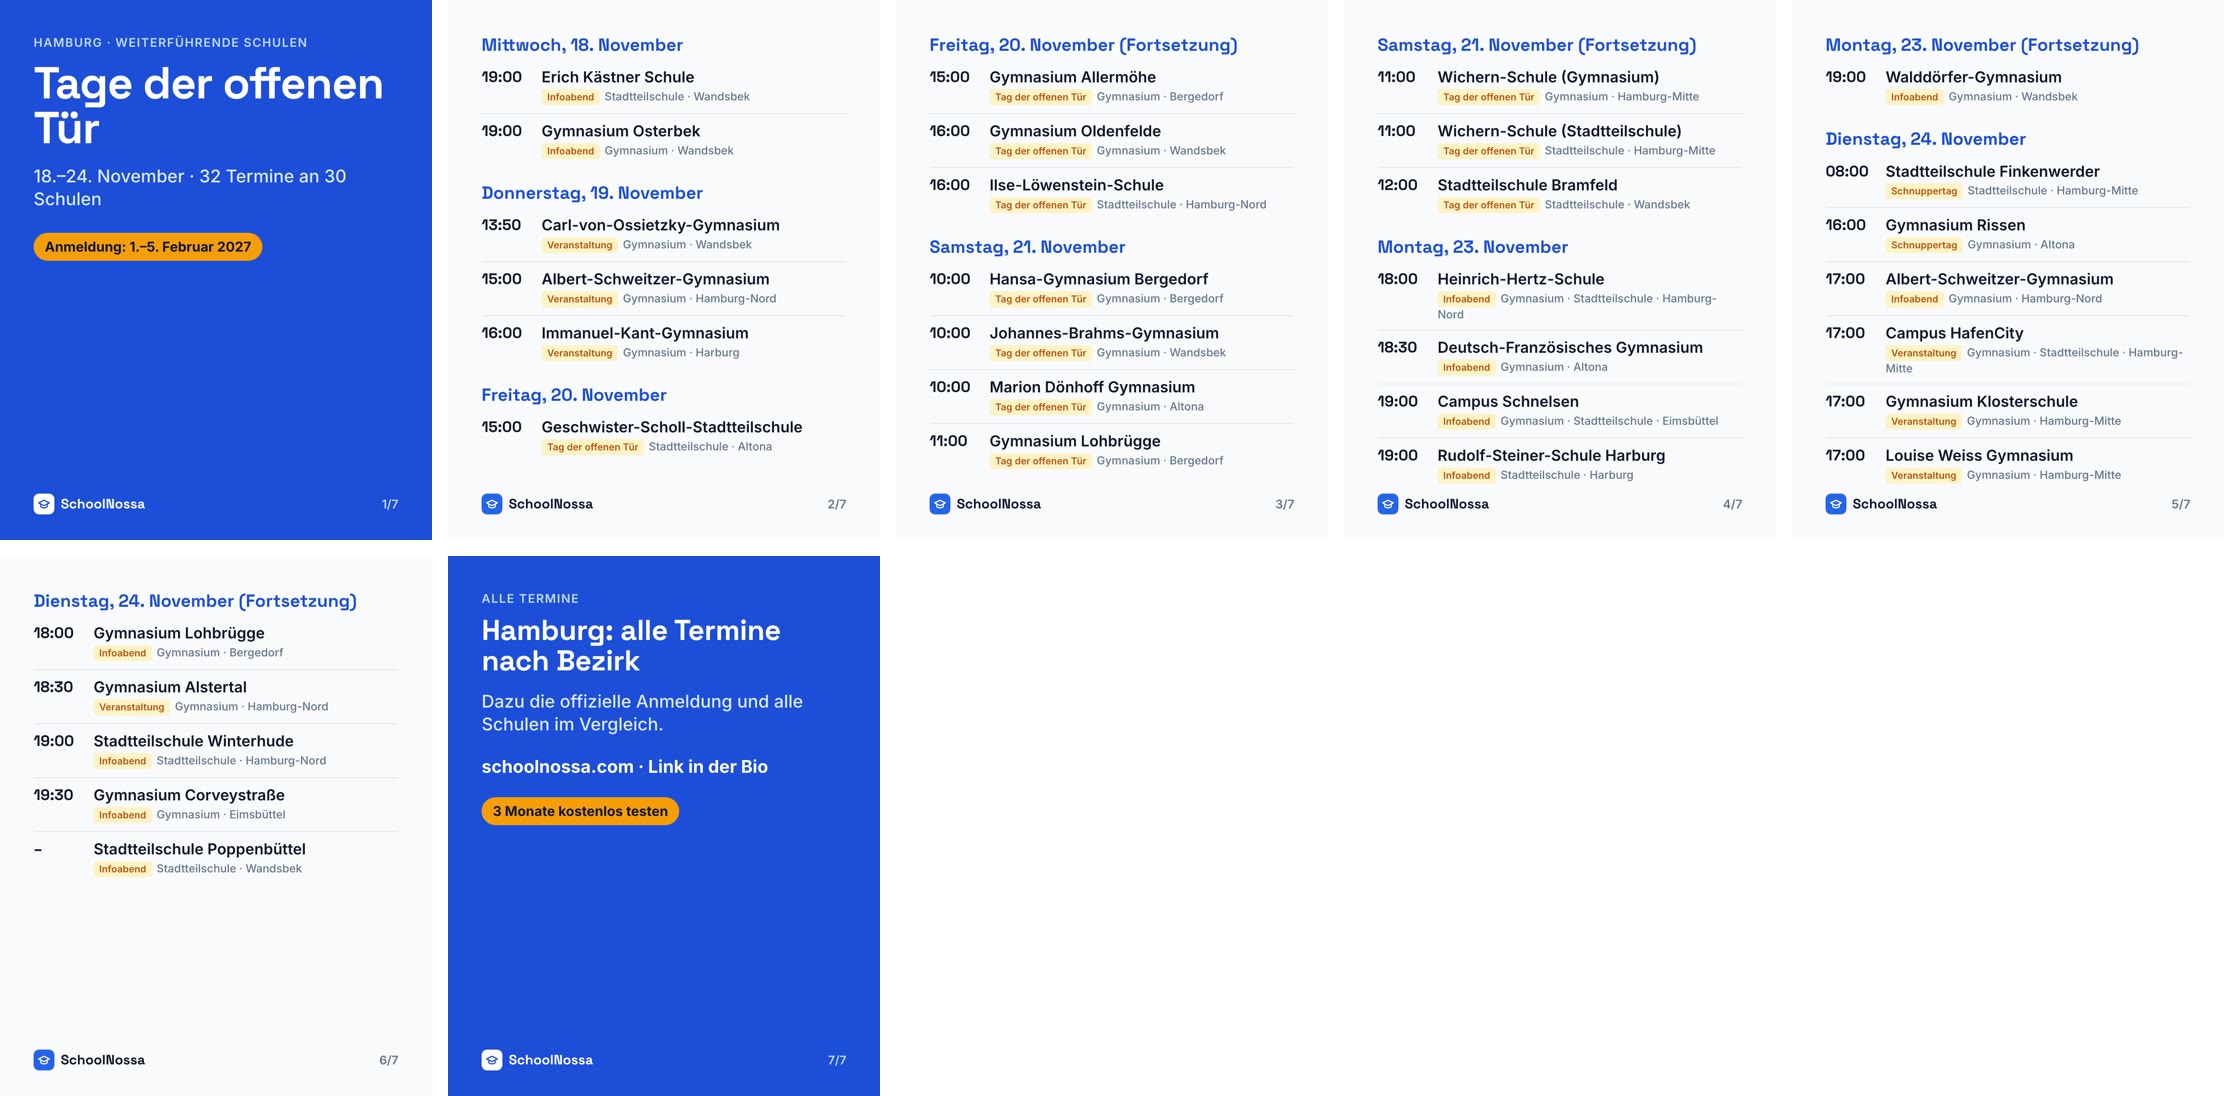 HAMBURG · WEITERFÜHRENDE SCHULEN
Tage der offenen
Tür
18.–24. November · 32 Termine an 30
Schulen
Anmeldung: 1.–5. Februar 2027
SchoolNossa
1/7
Mittwoch, 18. November
19:00 Erich Kästner Schule
Infoabend Stadtteilschule · Wandsbek
19:00 Gymnasium Osterbek
Infoabend Gymnasium · Wandsbek
Donnerstag, 19. November
13:50 Carl-von-Ossietzky-Gymnasium
Veranstaltung Gymnasium · Wandsbek
15:00 Albert-Schweitzer-Gymnasium
Veranstaltung Gymnasium · Hamburg-Nord
16:00 Immanuel-Kant-Gymnasium
Veranstaltung Gymnasium · Harburg
Freitag, 20. November
15:00 Geschwister-Scholl-Stadtteilschule
Tag der offenen Tür Stadtteilschule · Altona
SchoolNossa
2/7
Freitag, 20. November (Fortsetzung)
15:00 Gymnasium Allermöhe
Tag der offenen Tür Gymnasium · Bergedorf
16:00 Gymnasium Oldenfelde
Tag der offenen Tür Gymnasium · Wandsbek
16:00 Ilse-Löwenstein-Schule
Tag der offenen Tür Stadtteilschule · Hamburg-Nord
Samstag, 21. November
10:00 Hansa-Gymnasium Bergedorf
Tag der offenen Tür Gymnasium · Bergedorf
10:00 Johannes-Brahms-Gymnasium
Tag der offenen Tür Gymnasium · Wandsbek
10:00 Marion Dönhoff Gymnasium
Tag der offenen Tür Gymnasium · Altona
11:00 Gymnasium Lohbrügge
Tag der offenen Tür Gymnasium · Bergedorf
SchoolNossa
3/7
Samstag, 21. November (Fortsetzung)
11:00 Wichern-Schule (Gymnasium)
Tag der offenen Tür Gymnasium · Hamburg-Mitte
11:00 Wichern-Schule (Stadtteilschule)
Tag der offenen Tür Stadtteilschule · Hamburg-Mitte
12:00 Stadtteilschule Bramfeld
Tag der offenen Tür Stadtteilschule · Wandsbek
Montag, 23. November
18:00 Heinrich-Hertz-Schule
Infoabend Gymnasium · Stadtteilschule · Hamburg-
Nord
18:30 Deutsch-Französisches Gymnasium
Infoabend Gymnasium · Altona
19:00 Campus Schnelsen
Infoabend Gymnasium · Stadtteilschule · Eimsbüttel
19:00 Rudolf-Steiner-Schule Harburg
Infoabend Stadtteilschule · Harburg
SchoolNossa
4/7
Montag, 23. November (Fortsetzung)
19:00 Walddörfer-Gymnasium
Infoabend Gymnasium · Wandsbek
Dienstag, 24. November
08:00 Stadtteilschule Finkenwerder
Schnuppertag Stadtteilschule · Hamburg-Mitte
16:00 Gymnasium Rissen
Schnuppertag Gymnasium · Altona
17:00 Albert-Schweitzer-Gymnasium
Infoabend Gymnasium · Hamburg-Nord
17:00 Campus HafenCity
Veranstaltung Gymnasium · Stadtteilschule · Hamburg-
Mitte
17:00 Gymnasium Klosterschule
Veranstaltung Gymnasium · Hamburg-Mitte
17:00 Louise Weiss Gymnasium
Veranstaltung Gymnasium · Hamburg-Mitte
SchoolNossa
5/7
Dienstag, 24. November (Fortsetzung)
18:00 Gymnasium Lohbrügge
Infoabend Gymnasium · Bergedorf
18:30 Gymnasium Alstertal
Veranstaltung Gymnasium · Hamburg-Nord
19:00 Stadtteilschule Winterhude
Infoabend Stadtteilschule · Hamburg-Nord
19:30 Gymnasium Corveystraße
Infoabend Gymnasium · Eimsbüttel
– Stadtteilschule Poppenbüttel
Infoabend Stadtteilschule · Wandsbek
SchoolNossa
6/7
ALLE TERMINE
Hamburg: alle Termine
nach Bezirk
Dazu die offizielle Anmeldung und alle
Schulen im Vergleich.
schoolnossa.com · Link in der Bio
3 Monate kostenlos testen
SchoolNossa
7/7